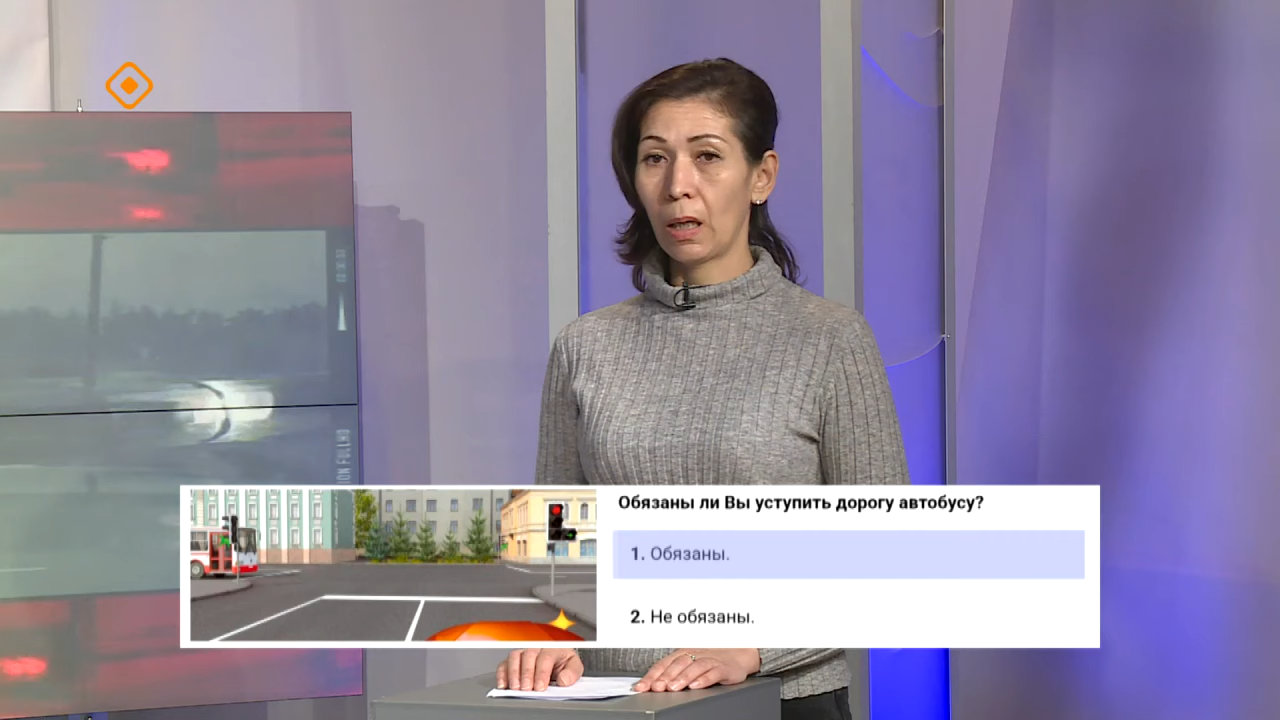 Обязаны ли Вы уступить дорогу автобусу?
1. Обязаны.
2. Не обязаны.